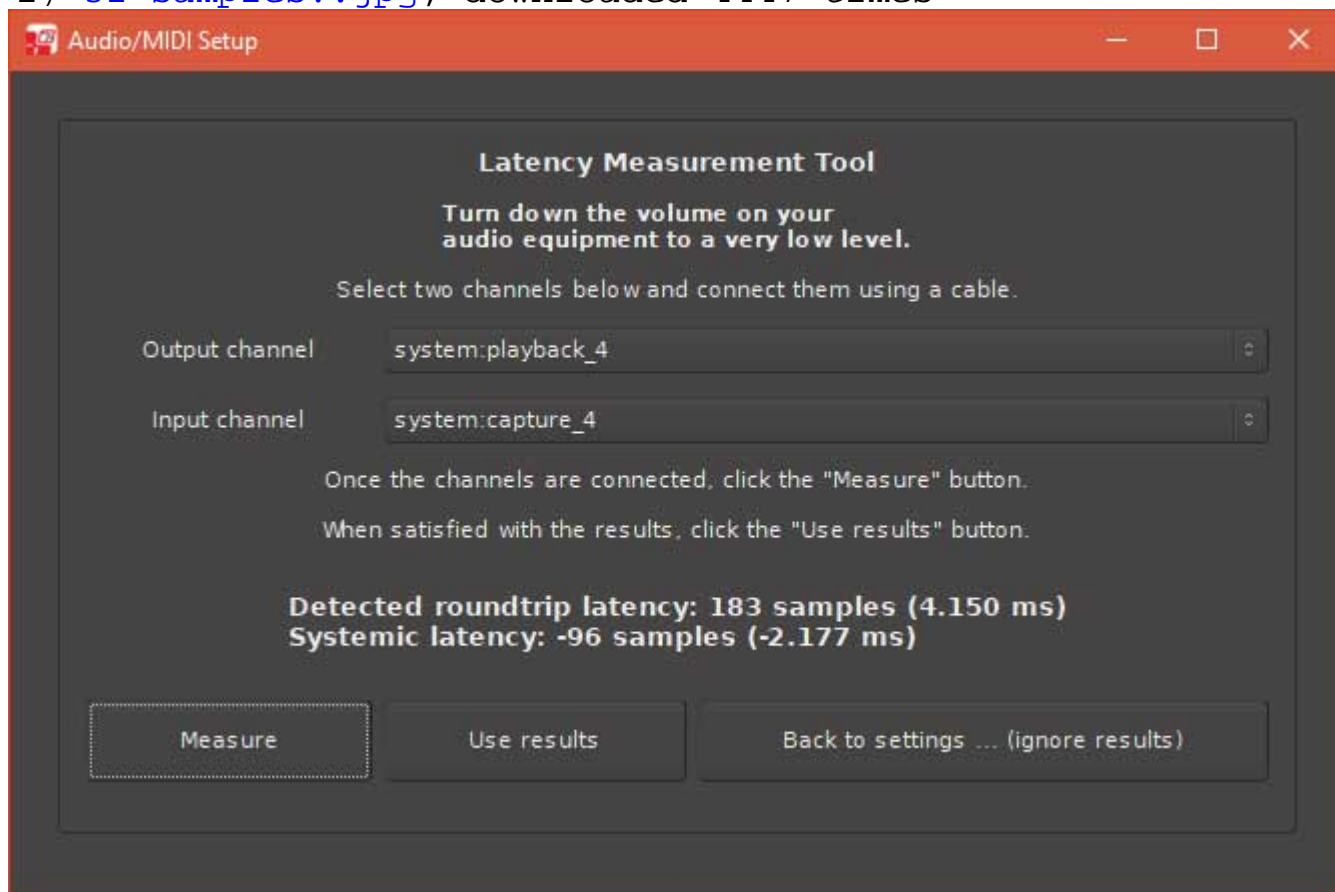 Audio/MIDI Setup
Latency Measurement Tool
Turn down the volume on your
audio equipment to a very low level.
Select two channels below and connect them using a cable.
Output channel system:playback_4
Input channel system:capture_4
Once the channels are connected, click the "Measure" button.
When satisfied with the results, click the "Use results" button.
Detected roundtrip latency: 183 samples (4.150 ms)
Systemic latency: -96 samples (-2.177 ms)
Measure Use results Back to settings ... (ignore results)